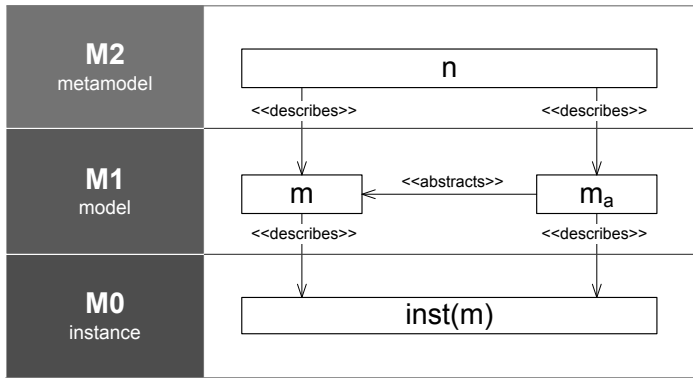 M2
metamodel
n
<<describes>>
<<describes>>
M1
model
m
<<abstracts>>
mₐ
<<describes>>
<<describes>>
M0
instance
inst(m)